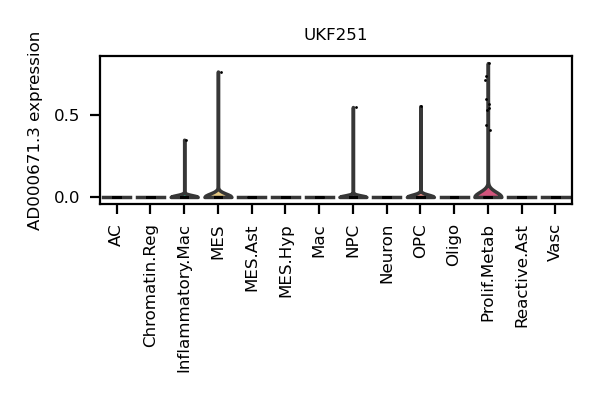 UKF251
AD000671.3 expression
0.5
0.0
AC
Chromatin.Reg
Inflammatory.Mac
MES
MES.Ast
MES.Hyp
Mac
NPC
Neuron
OPC
Oligo
Prolif.Metab
Reactive.Ast
Vasc